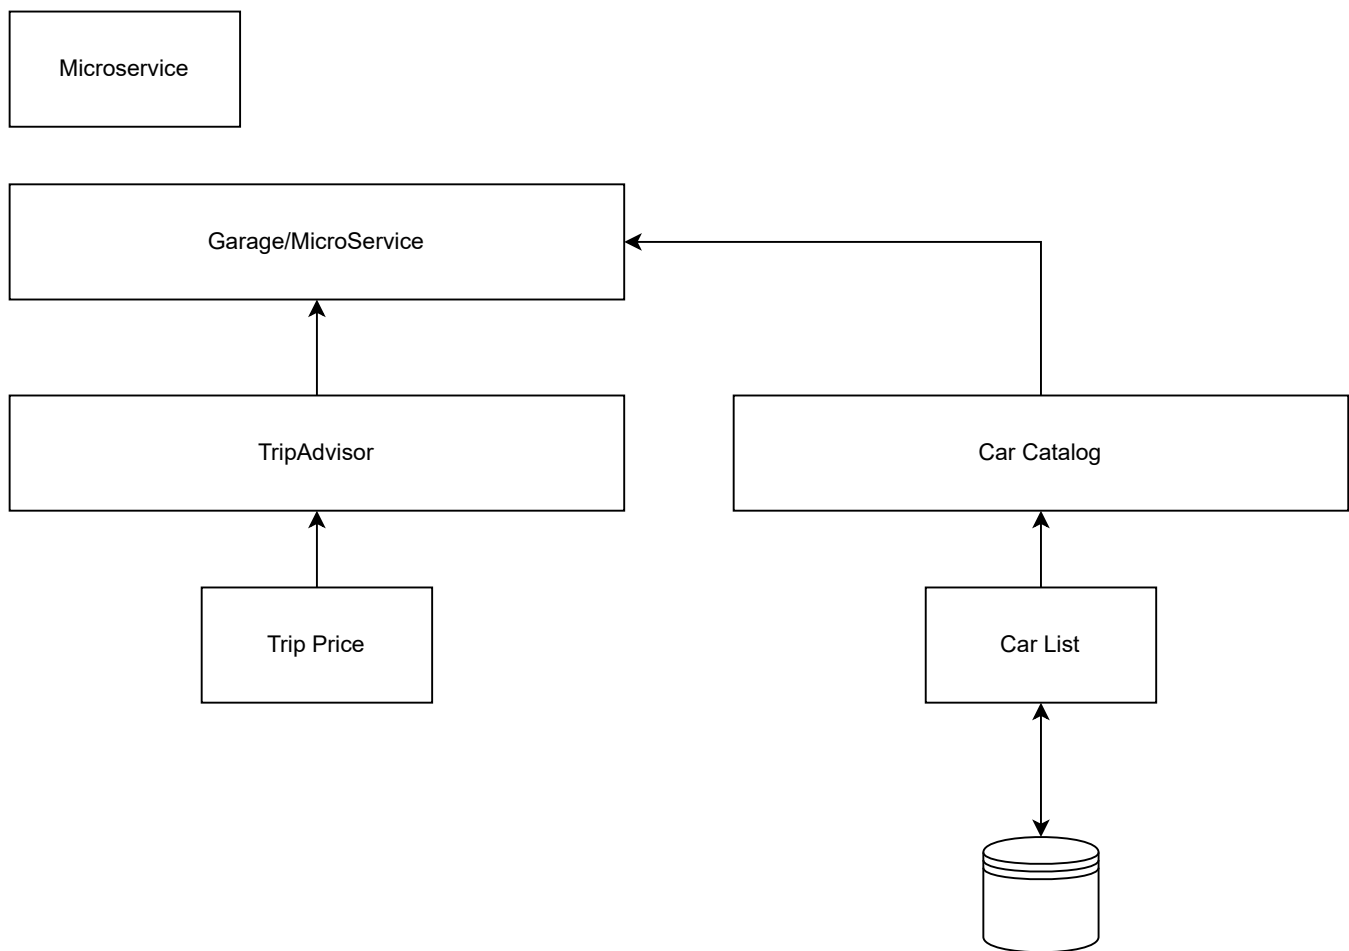 Microservice
Garage/MicroService
TripAdvisor
Car Catalog
Trip Price
Car List